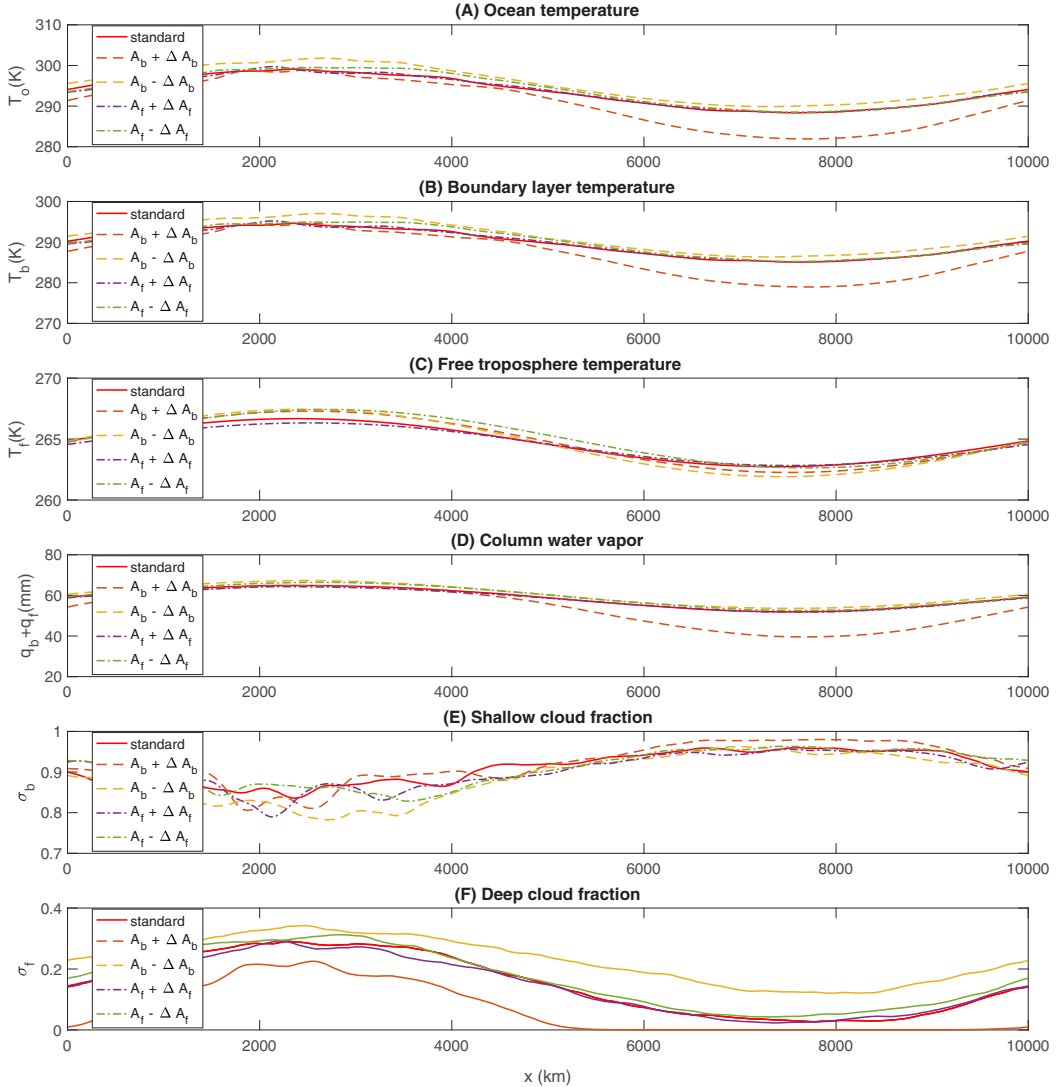 (A) Ocean temperature
310
300
290
280
T_o(K)
standard
A_b + Δ A_b
A_b - Δ A_b
A_f + Δ A_f
A_f - Δ A_f
0 2000 4000 6000 8000 10000
(B) Boundary layer temperature
300
290
280
270
T_b(K)
standard
A_b + Δ A_b
A_b - Δ A_b
A_f + Δ A_f
A_f - Δ A_f
0 2000 4000 6000 8000 10000
(C) Free troposphere temperature
270
265
260
T_f(K)
standard
A_b + Δ A_b
A_b - Δ A_b
A_f + Δ A_f
A_f - Δ A_f
0 2000 4000 6000 8000 10000
(D) Column water vapor
80
60
40
20
q_b+q_f(mm)
standard
A_b + Δ A_b
A_b - Δ A_b
A_f + Δ A_f
A_f - Δ A_f
0 2000 4000 6000 8000 10000
(E) Shallow cloud fraction
1
0.9
0.8
0.7
σ_b
standard
A_b + Δ A_b
A_b - Δ A_b
A_f + Δ A_f
A_f - Δ A_f
0 2000 4000 6000 8000 10000
(F) Deep cloud fraction
0.4
0.2
0
σ_f
standard
A_b + Δ A_b
A_b - Δ A_b
A_f + Δ A_f
A_f - Δ A_f
0 2000 4000 6000 8000 10000
x (km)